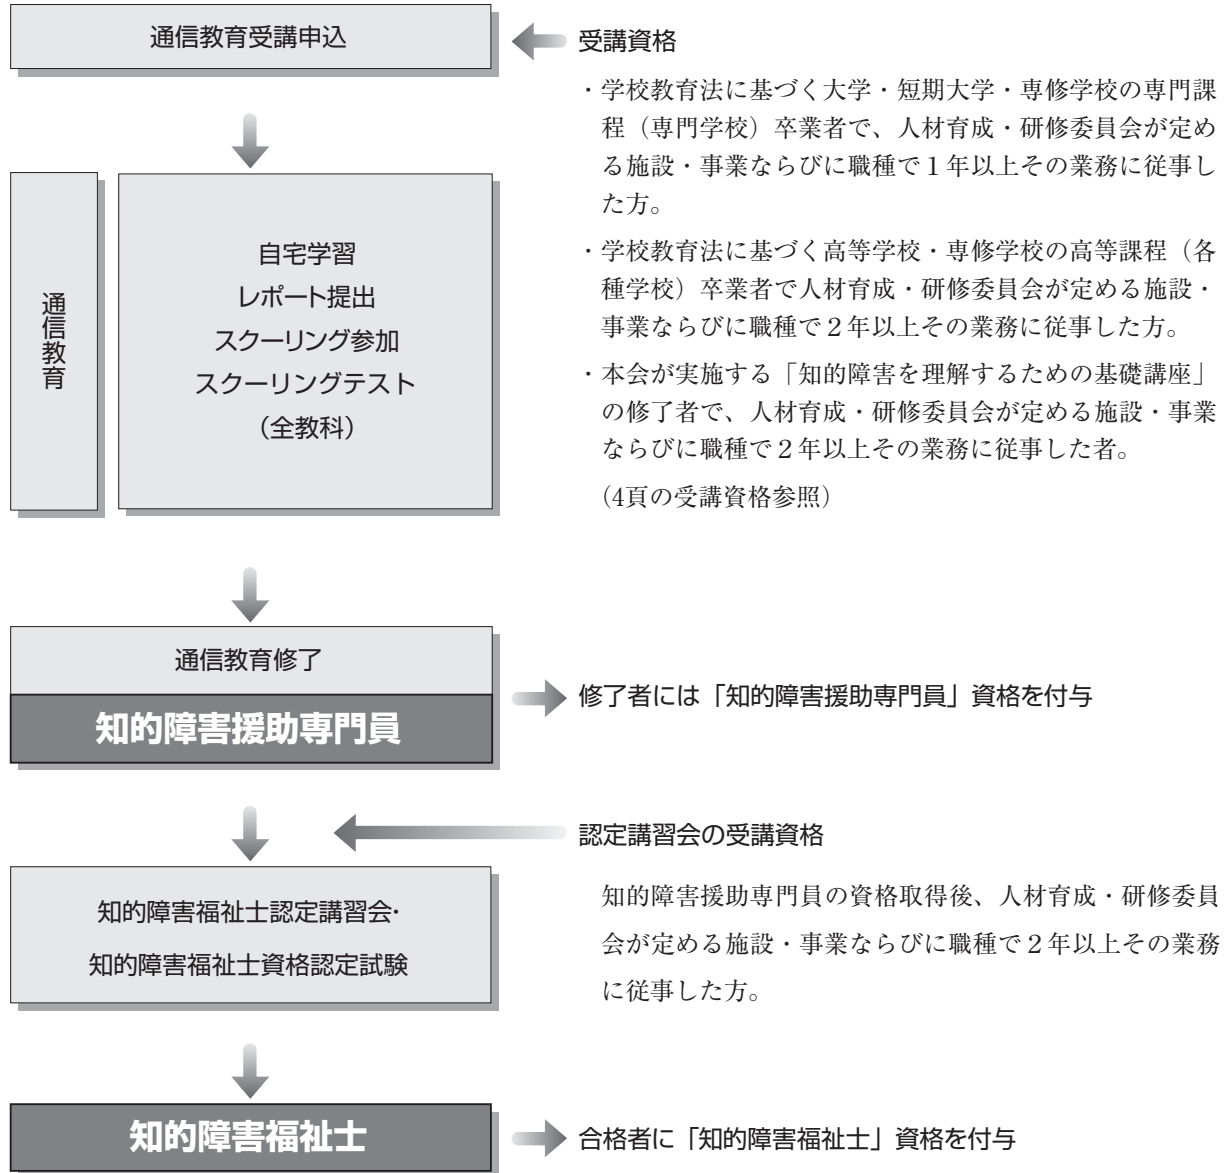 通信教育受講申込
受講資格
・学校教育法に基づく大学・短期大学・専修学校の専門課
程（専門学校）卒業者で、人材育成・研修委員会が定め
る施設・事業ならびに職種で１年以上その業務に従事し
た方。
・学校教育法に基づく高等学校・専修学校の高等課程（各
種学校）卒業者で人材育成・研修委員会が定める施設・
事業ならびに職種で２年以上その業務に従事した方。
・本会が実施する「知的障害を理解するための基礎講座」
の修了者で、人材育成・研修委員会が定める施設・事業
ならびに職種で２年以上その業務に従事した者。
（4頁の受講資格参照）
通信教育
自宅学習
レポート提出
スクーリング参加
スクーリングテスト
（全教科）
通信教育修了
知的障害援助専門員
修了者には「知的障害援助専門員」資格を付与
認定講習会の受講資格
知的障害援助専門員の資格取得後、人材育成・研修委員
会が定める施設・事業ならびに職種で２年以上その業務
に従事した方。
知的障害福祉士認定講習会・
知的障害福祉士資格認定試験
知的障害福祉士
合格者に「知的障害福祉士」資格を付与